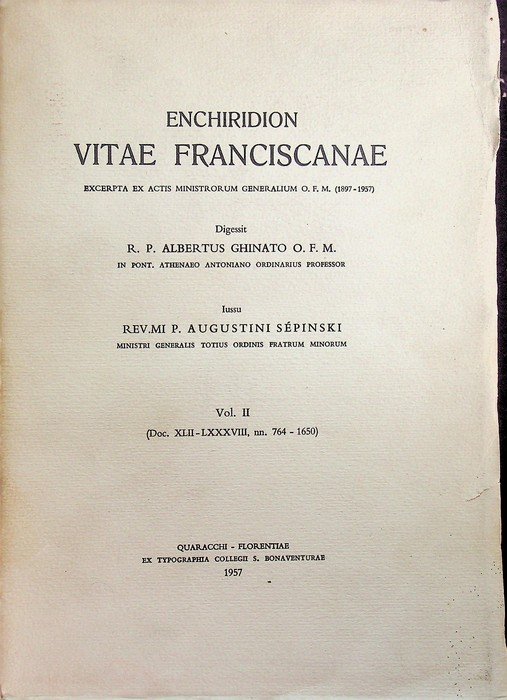 ENCHIRIDION
VITAE FRANCISCANAE
EXCERPTA EX ACTIS MINISTRORUM GENERALIUM O. F. M. (1897-1957)
Digessit
R. P. ALBERTUS GHINATO O. F. M.
IN PONT. ATHENAEO ANTONIANO ORDINARIUS PROFESSOR
Iussu
REV.MI P. AUGUSTINI SÉPINSKI
MINISTRI GENERALIS TOTIUS ORDINIS FRATRUM MINORUM
Vol. II
(Doc. XLII-LXXXVIII, nn. 764 - 1650)
QUARACCHI - FLORENTIAE
EX TYPOGRAPHIA COLLEGII S. BONAVENTURAE
1957